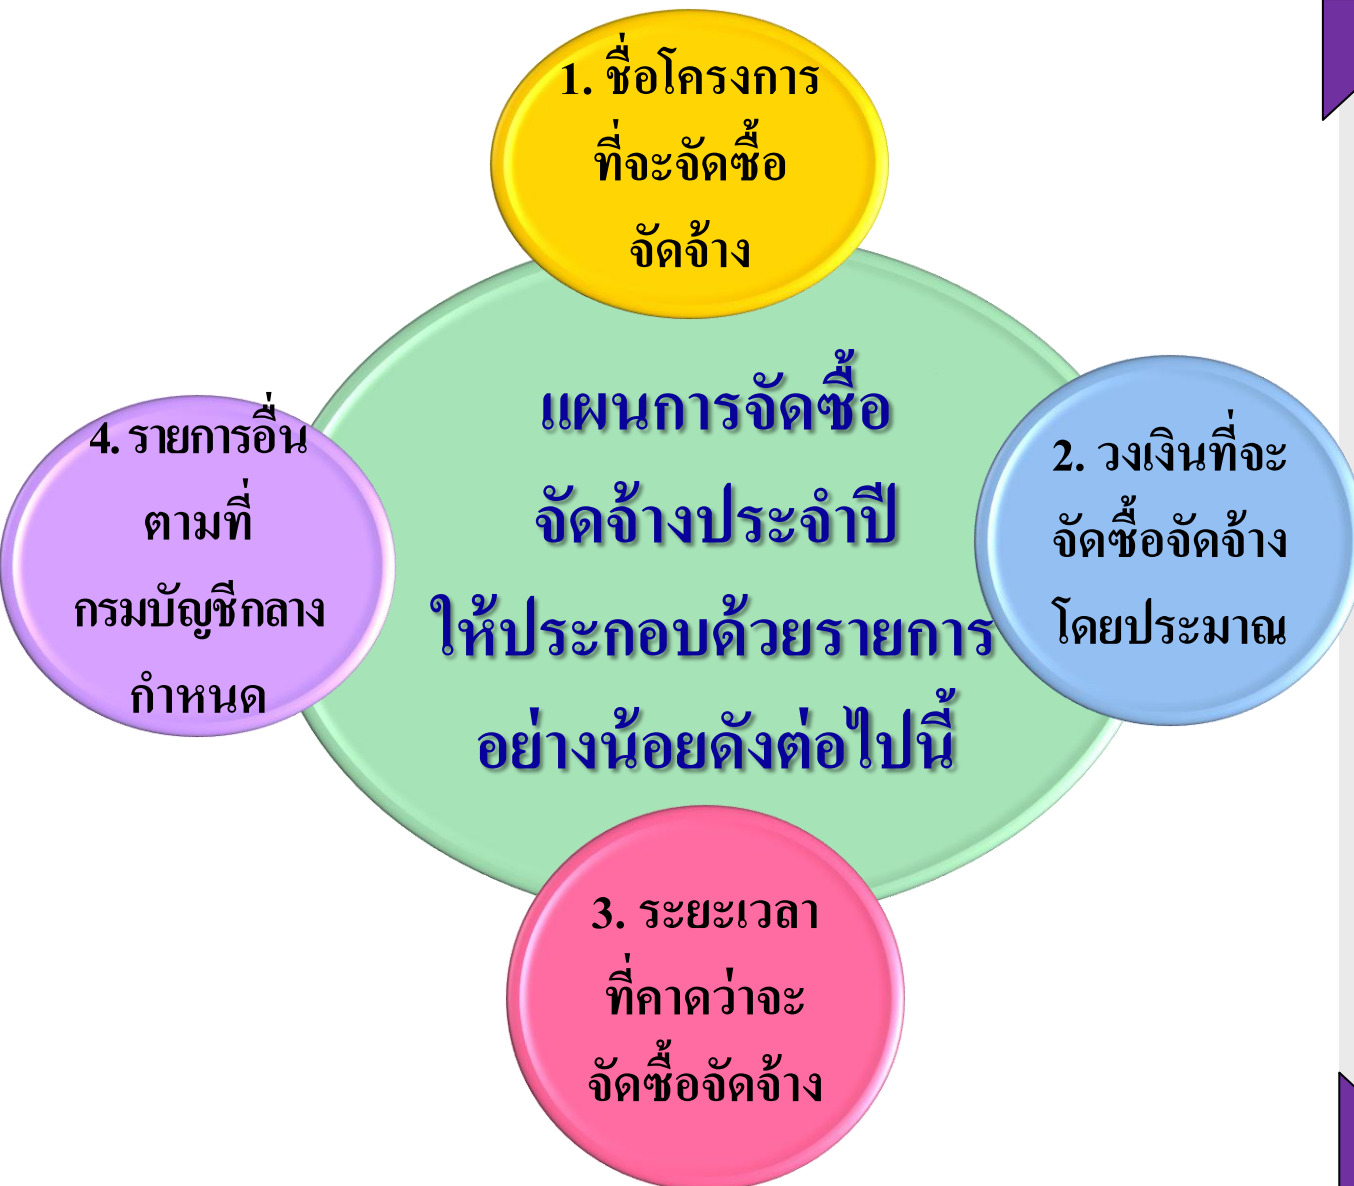 1. ชื่อโครงการ
ที่จะจัดซื้อ
จัดจ้าง
แผนการจัดซื้อ
จัดจ้างประจำปี
ให้ประกอบด้วยรายการ
อย่างน้อยดังต่อไปนี้
2. วงเงินที่จะ
จัดซื้อจัดจ้าง
โดยประมาณ
3. ระยะเวลา
ที่คาดว่าจะ
จัดซื้อจัดจ้าง
4. รายการอื่น
ตามที่
กรมบัญชีกลาง
กำหนด